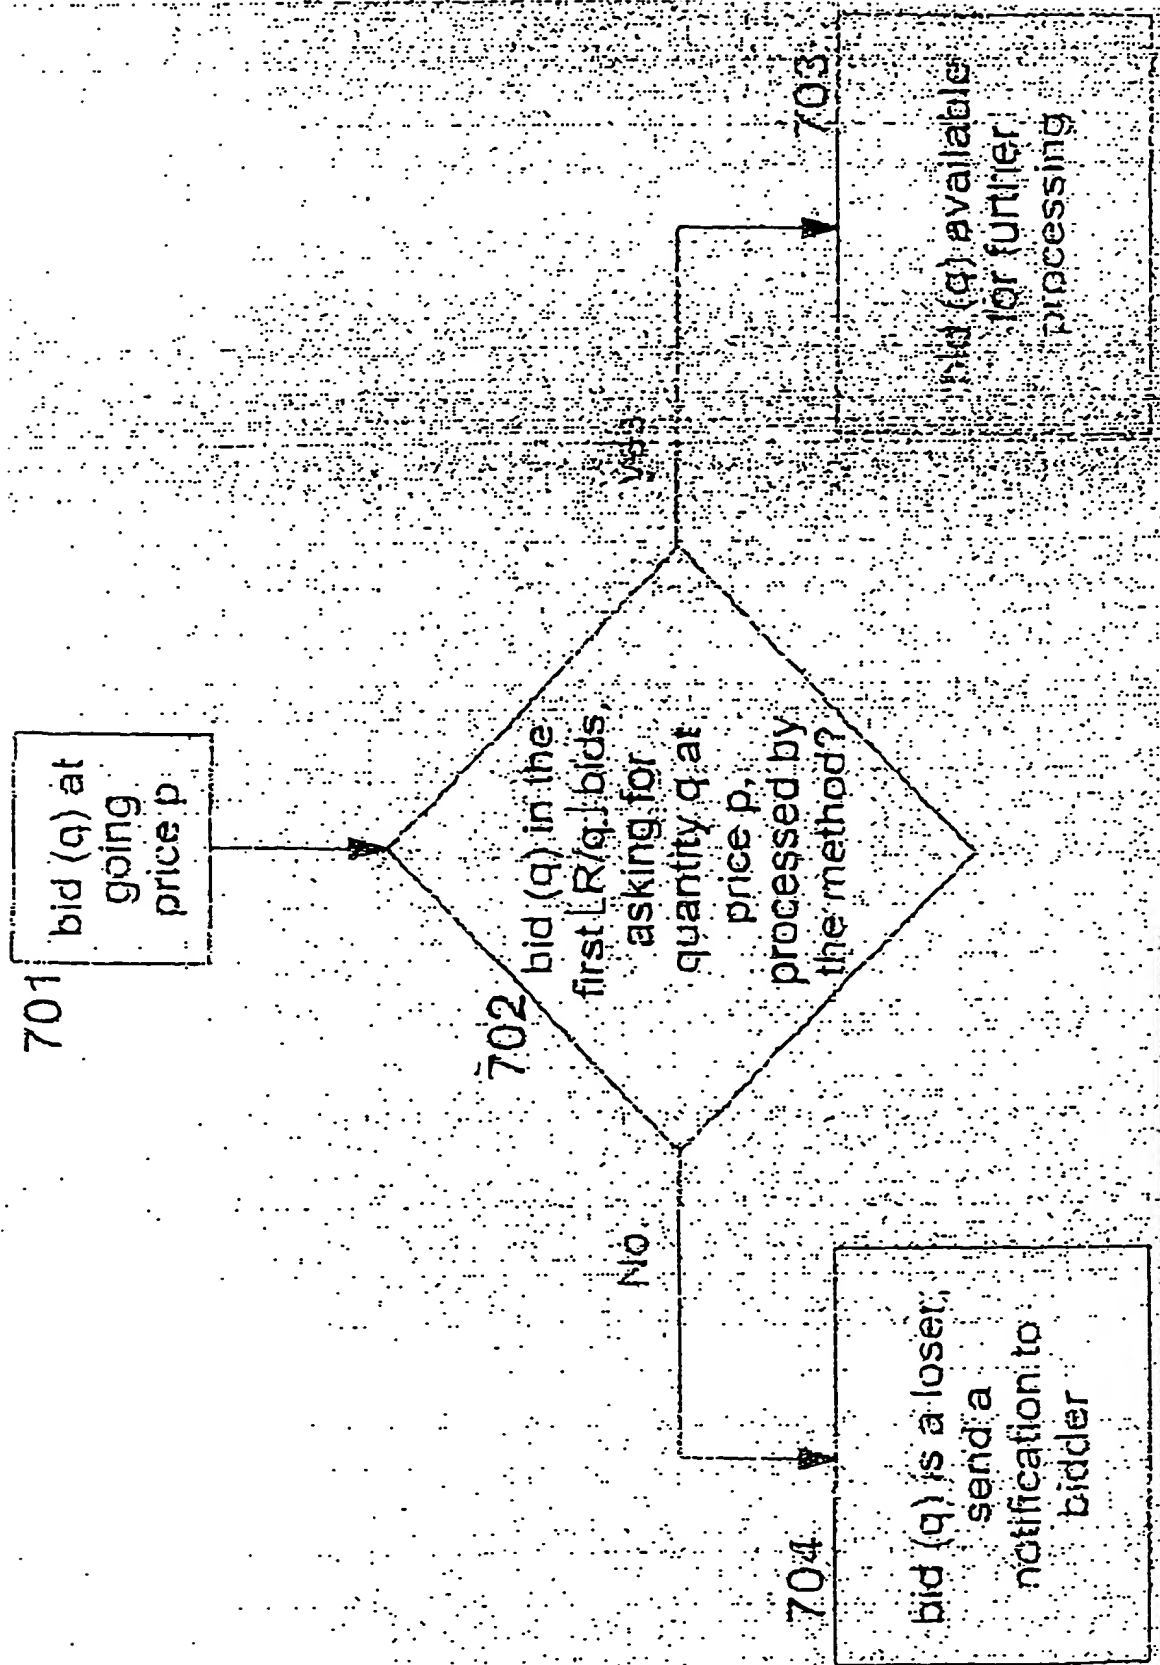 701
bid (q) at
going
price p
702
bid (q) in the
first ⌊R/q⌋ bids,
asking for
quantity q at
price p,
processed by
the method?
No
Yes
704
bid (q) is a loser,
send a
notification to
bidder
703
bid (q) available
for further
processing